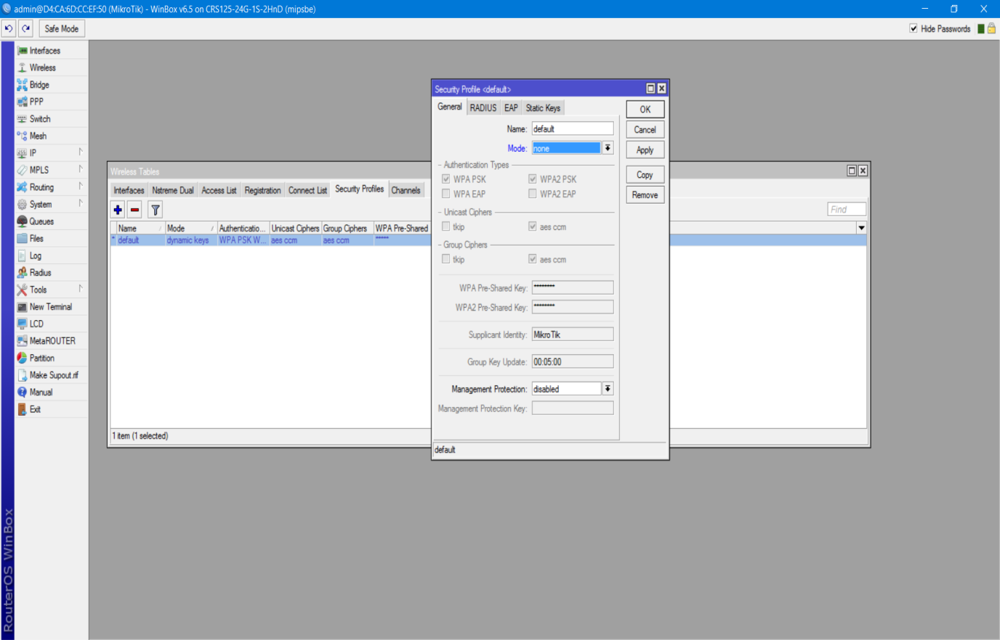 admin@D4:CA:6D:CC:EF:50 (MikroTik) - WinBox v6.5 on CRS125-24G-1S-2HnD (mipsbe)
Safe Mode
Hide Passwords
Interfaces
Wireless
Bridge
PPP
Switch
Mesh
IP
MPLS
Routing
System
Queues
Files
Log
Radius
Tools
New Terminal
LCD
MetaROUTER
Partition
Make Supout.rif
Manual
Exit
RouterOS WinBox
Wireless Tables
Interfaces Nstreme Dual Access List Registration Connect List Security Profiles Channels
Find
Name Mode Authenticatio... Unicast Ciphers Group Ciphers WPA Pre-Shared
* default dynamic keys WPA PSK W... aes ccm aes ccm *****
1 item (1 selected)
Security Profile <default>
General RADIUS EAP Static Keys
Name: default
Mode: none
Authentication Types
WPA PSK WPA2 PSK
WPA EAP WPA2 EAP
Unicast Ciphers
tkip aes ccm
Group Ciphers
tkip aes ccm
WPA Pre-Shared Key: ********
WPA2 Pre-Shared Key: ********
Supplicant Identity: MikroTik
Group Key Update: 00:05:00
Management Protection: disabled
Management Protection Key:
default
OK
Cancel
Apply
Copy
Remove